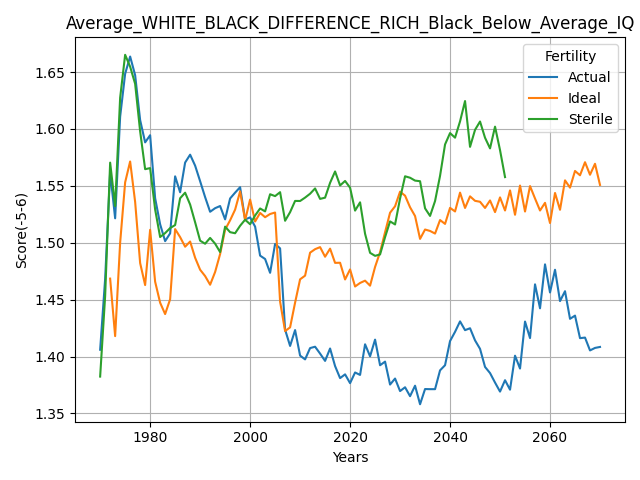 Average_WHITE_BLACK_DIFFERENCE_RICH_Black_Below_Average_IQ
Fertility
Actual
Ideal
Sterile
Score(-5-6)
1.65
1.60
1.55
1.50
1.45
1.40
1.35
1980
2000
2020
2040
2060
Years